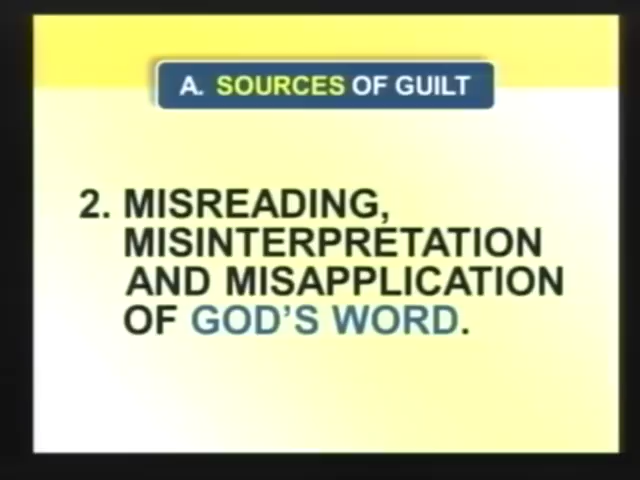 A. SOURCES OF GUILT
2. MISREADING,
MISINTERPRETATION
AND MISAPPLICATION
OF GOD'S WORD.